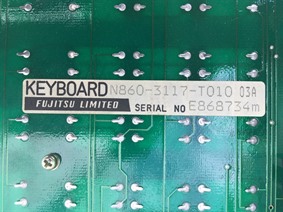 KEYBOARD N860-3117-T010 03A
FUJITSU LIMITED SERIAL NO E868734m